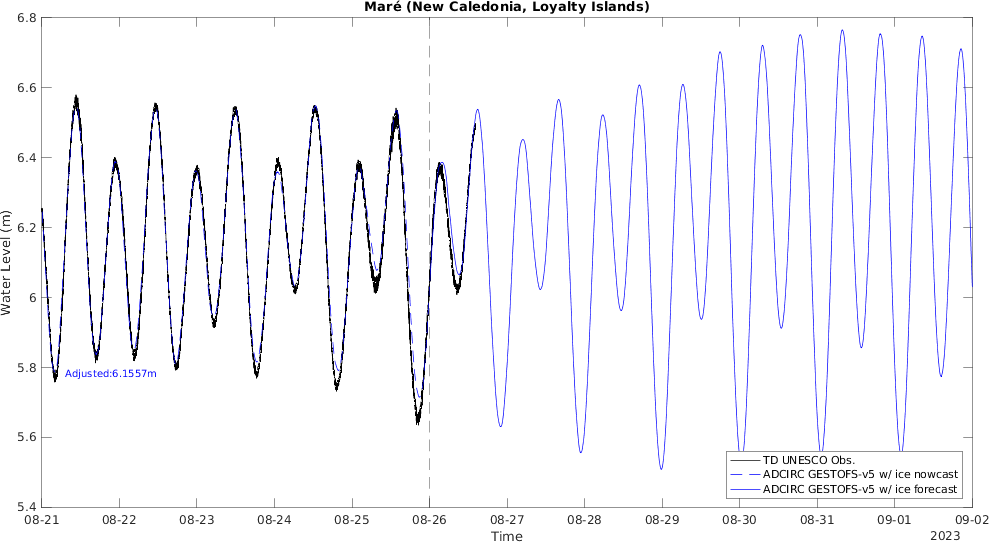 Maré (New Caledonia, Loyalty Islands)
6.8
6.6
6.4
6.2
6
5.8
5.6
5.4
Water Level (m)
Adjusted:6.1557m
TD UNESCO Obs.
ADCIRC GESTOFS-v5 w/ ice nowcast
ADCIRC GESTOFS-v5 w/ ice forecast
08-21 08-22 08-23 08-24 08-25 08-26 08-27 08-28 08-29 08-30 08-31 09-01 09-02
Time
2023